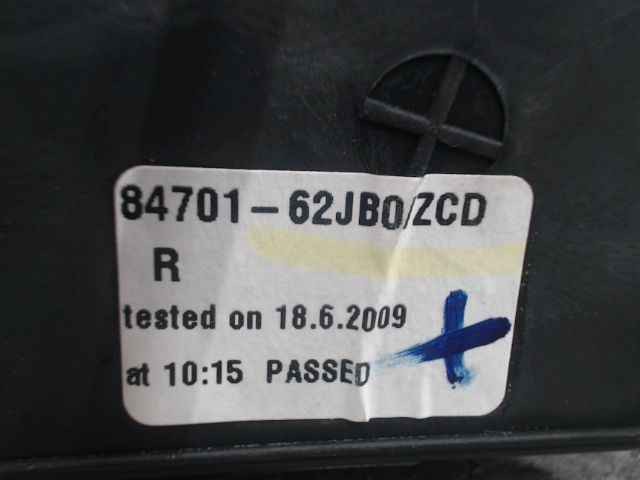 84701-62JB0/ZCD
R
tested on 18.6.2009
at 10:15 PASSED